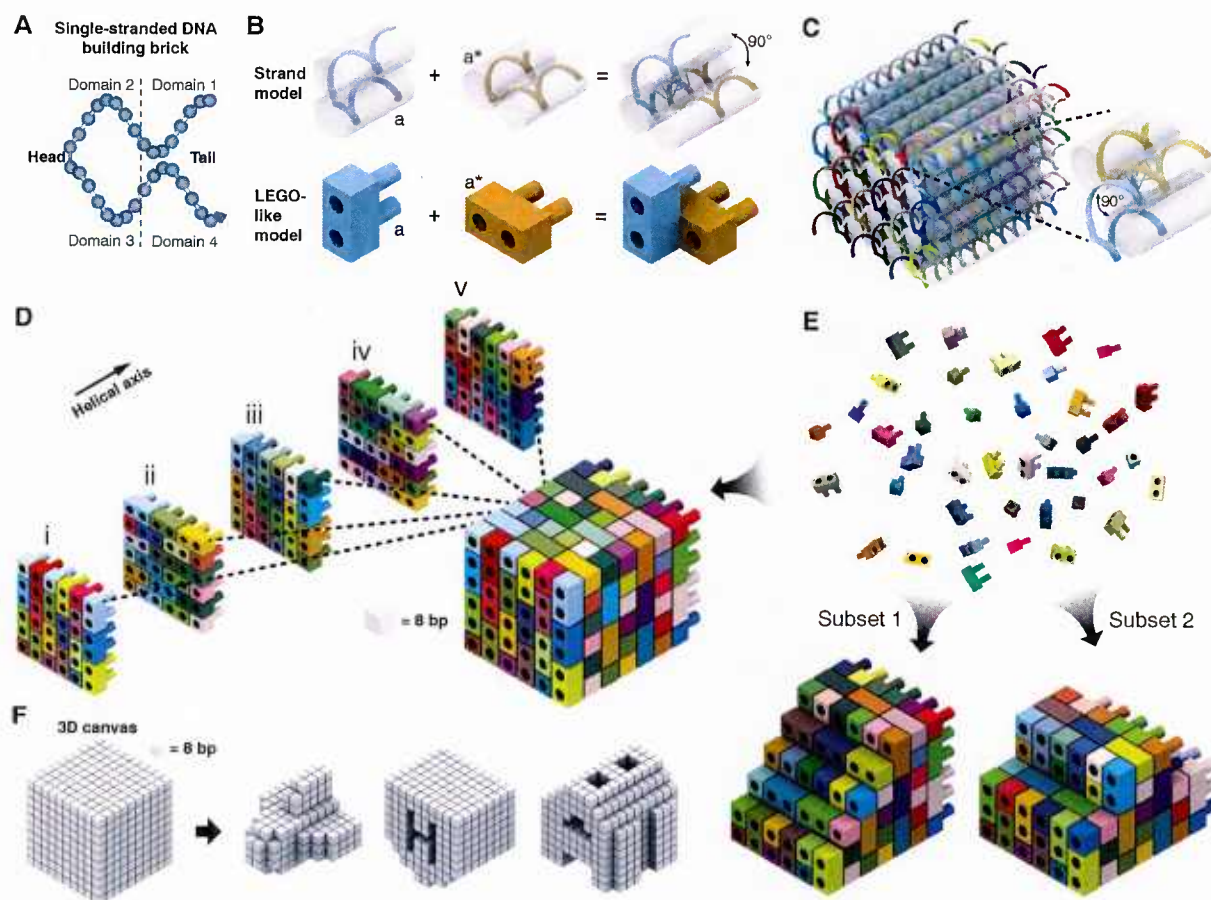 A
Single-stranded DNA
building brick
Domain 2
Domain 1
Head
Tail
Domain 3
Domain 4
B
Strand
model
a
+
a*
=
90°
LEGO-
like
model
a
+
a*
=
C
90°
D
Helical axis
i
ii
iii
iv
v
= 8 bp
E
Subset 1
Subset 2
F
3D canvas
= 8 bp
H